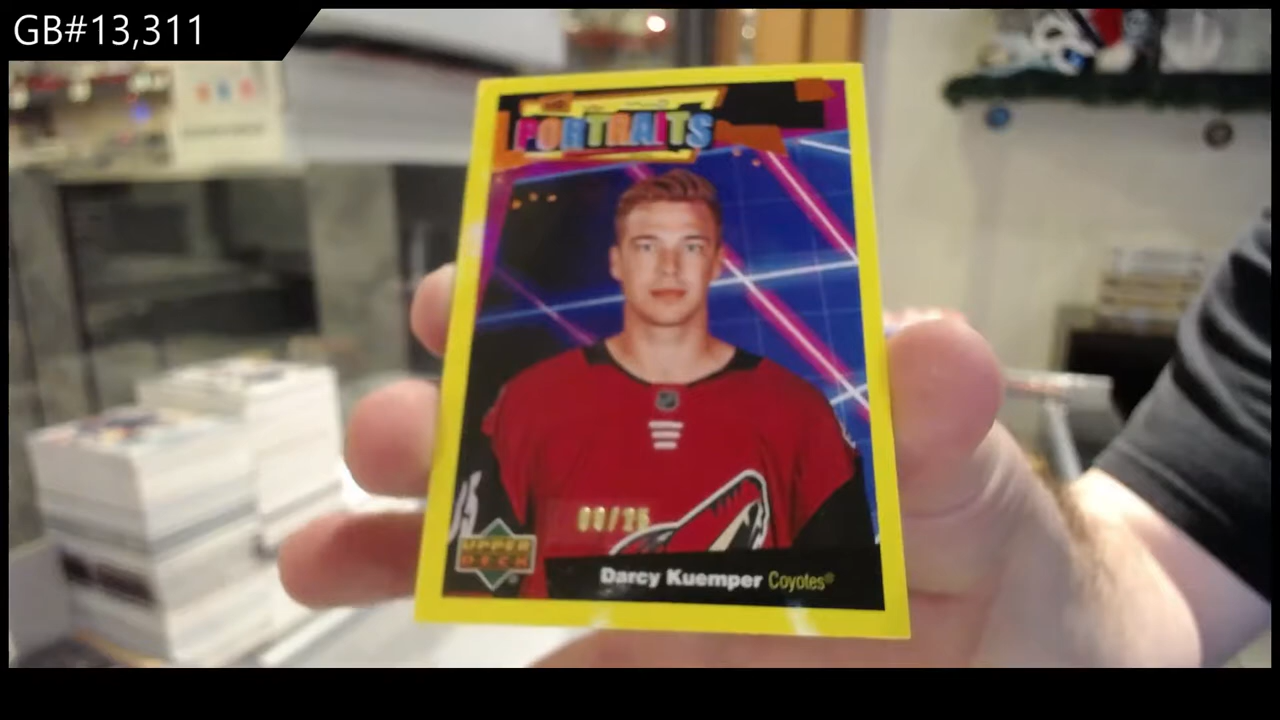 GB#13,311
PORTRAITS
UPPER
DECK
Darcy Kuemper Coyotes®